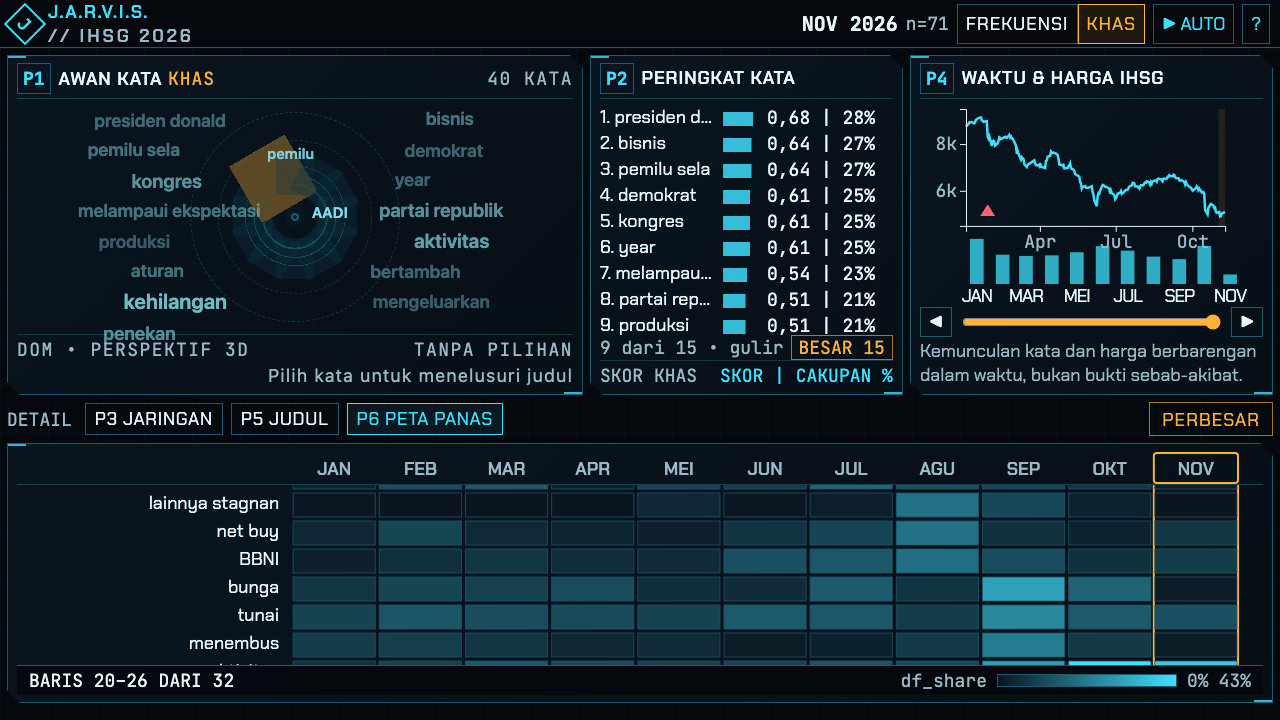 J.A.R.V.I.S.
// IHSG 2026
NOV 2026 n=71 FREKUENSI KHAS ▶ AUTO ?
P1 AWAN KATA KHAS 40 KATA
presiden donald
bisnis
pemilu sela
pemilu
demokrat
kongres
year
melampaui ekspektasi
AADI
partai republik
produksi
aktivitas
aturan
bertambah
kehilangan
mengeluarkan
penekan
DOM • PERSPEKTIF 3D TANPA PILIHAN
Pilih kata untuk menelusuri judul
P2 PERINGKAT KATA
1. presiden d... 0,68 | 28%
2. bisnis 0,64 | 27%
3. pemilu sela 0,64 | 27%
4. demokrat 0,61 | 25%
5. kongres 0,61 | 25%
6. year 0,61 | 25%
7. melampau... 0,54 | 23%
8. partai rep... 0,51 | 21%
9. produksi 0,51 | 21%
9 dari 15 • gulir BESAR 15
SKOR KHAS SKOR | CAKUPAN %
P4 WAKTU & HARGA IHSG
8k
6k
Apr Jul Oct
JAN MAR MEI JUL SEP NOV
◀ ▶
Kemunculan kata dan harga berbarengan
dalam waktu, bukan bukti sebab-akibat.
DETAIL P3 JARINGAN P5 JUDUL P6 PETA PANAS PERBESAR
JAN FEB MAR APR MEI JUN JUL AGU SEP OKT NOV
lainnya stagnan
net buy
BBNI
bunga
tunai
menembus
BARIS 20–26 DARI 32 df_share 0% 43%